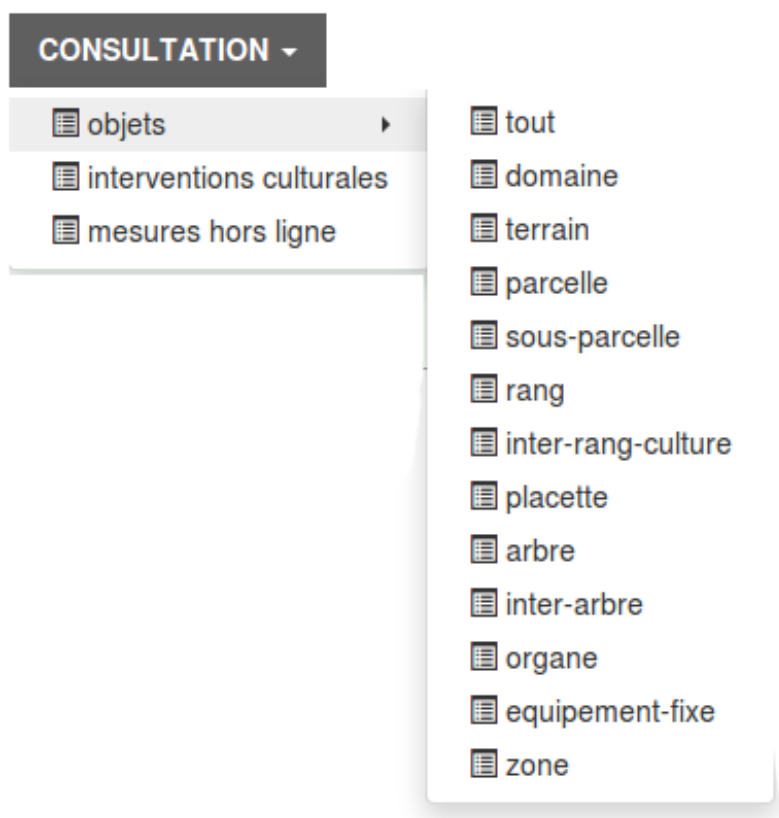 CONSULTATION
objets
interventions culturales
mesures hors ligne
tout
domaine
terrain
parcelle
sous-parcelle
rang
inter-rang-culture
placette
arbre
inter-arbre
organe
equipement-fixe
zone